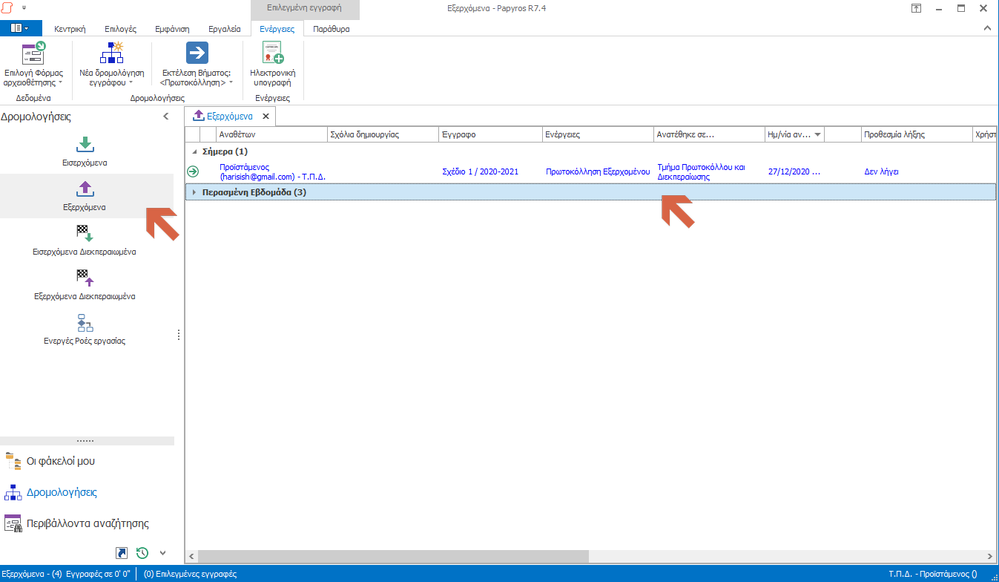 Επιλεγμένη εγγραφή
Εξερχόμενα - Papyros R7.4
Κεντρική Επιλογές Εμφάνιση Εργαλεία Ενέργειες Παράθυρα
Επιλογή Φόρμας
αρχειοθέτησης
Δεδομένα
Νέα δρομολόγηση
εγγράφου
Εκτέλεση Βήματος:
<Πρωτοκόλληση>
Δρομολογήσεις
Ηλεκτρονική
υπογραφή
Ενέργειες
Δρομολογήσεις
Εισερχόμενα
Εξερχόμενα
Εισερχόμενα Διεκπεραιωμένα
Εξερχόμενα Διεκπεραιωμένα
Ενεργές Ροές εργασίας
Οι φάκελοί μου
Δρομολογήσεις
Περιβάλλοντα αναζήτησης
Εξερχόμενα
Αναθέτων Σχόλια δημιουργίας Έγγραφο Ενέργειες Ανατέθηκε σε... Ημ/νία αν... Προθεσμία λήξης Χρήστ
Σήμερα (1)
Προϊστάμενος
(harisish@gmail.com) - Τ.Π.Δ.
Σχέδιο 1 / 2020-2021
Πρωτοκόλληση Εξερχομένου
Τμήμα Πρωτοκόλλου και
Διεκπεραίωσης
27/12/2020 ...
Δεν λήγει
Περασμένη Εβδομάδα (3)
Εξερχόμενα - (4) Εγγραφές σε 0' 0" (0) Επιλεγμένες εγγραφές
Τ.Π.Δ. - Προϊστάμενος ()